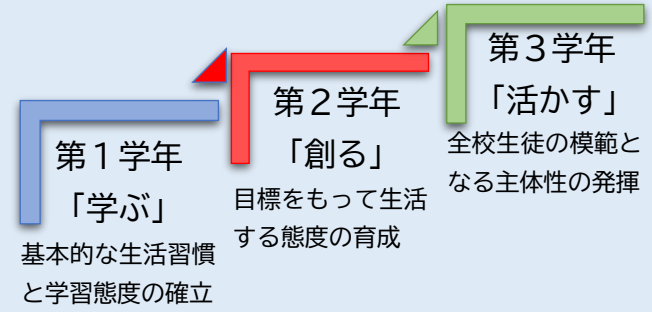 第１学年
「学ぶ」
基本的な生活習慣
と学習態度の確立
第２学年
「創る」
目標をもって生活
する態度の育成
第３学年
「活かす」
全校生徒の模範と
なる主体性の発揮